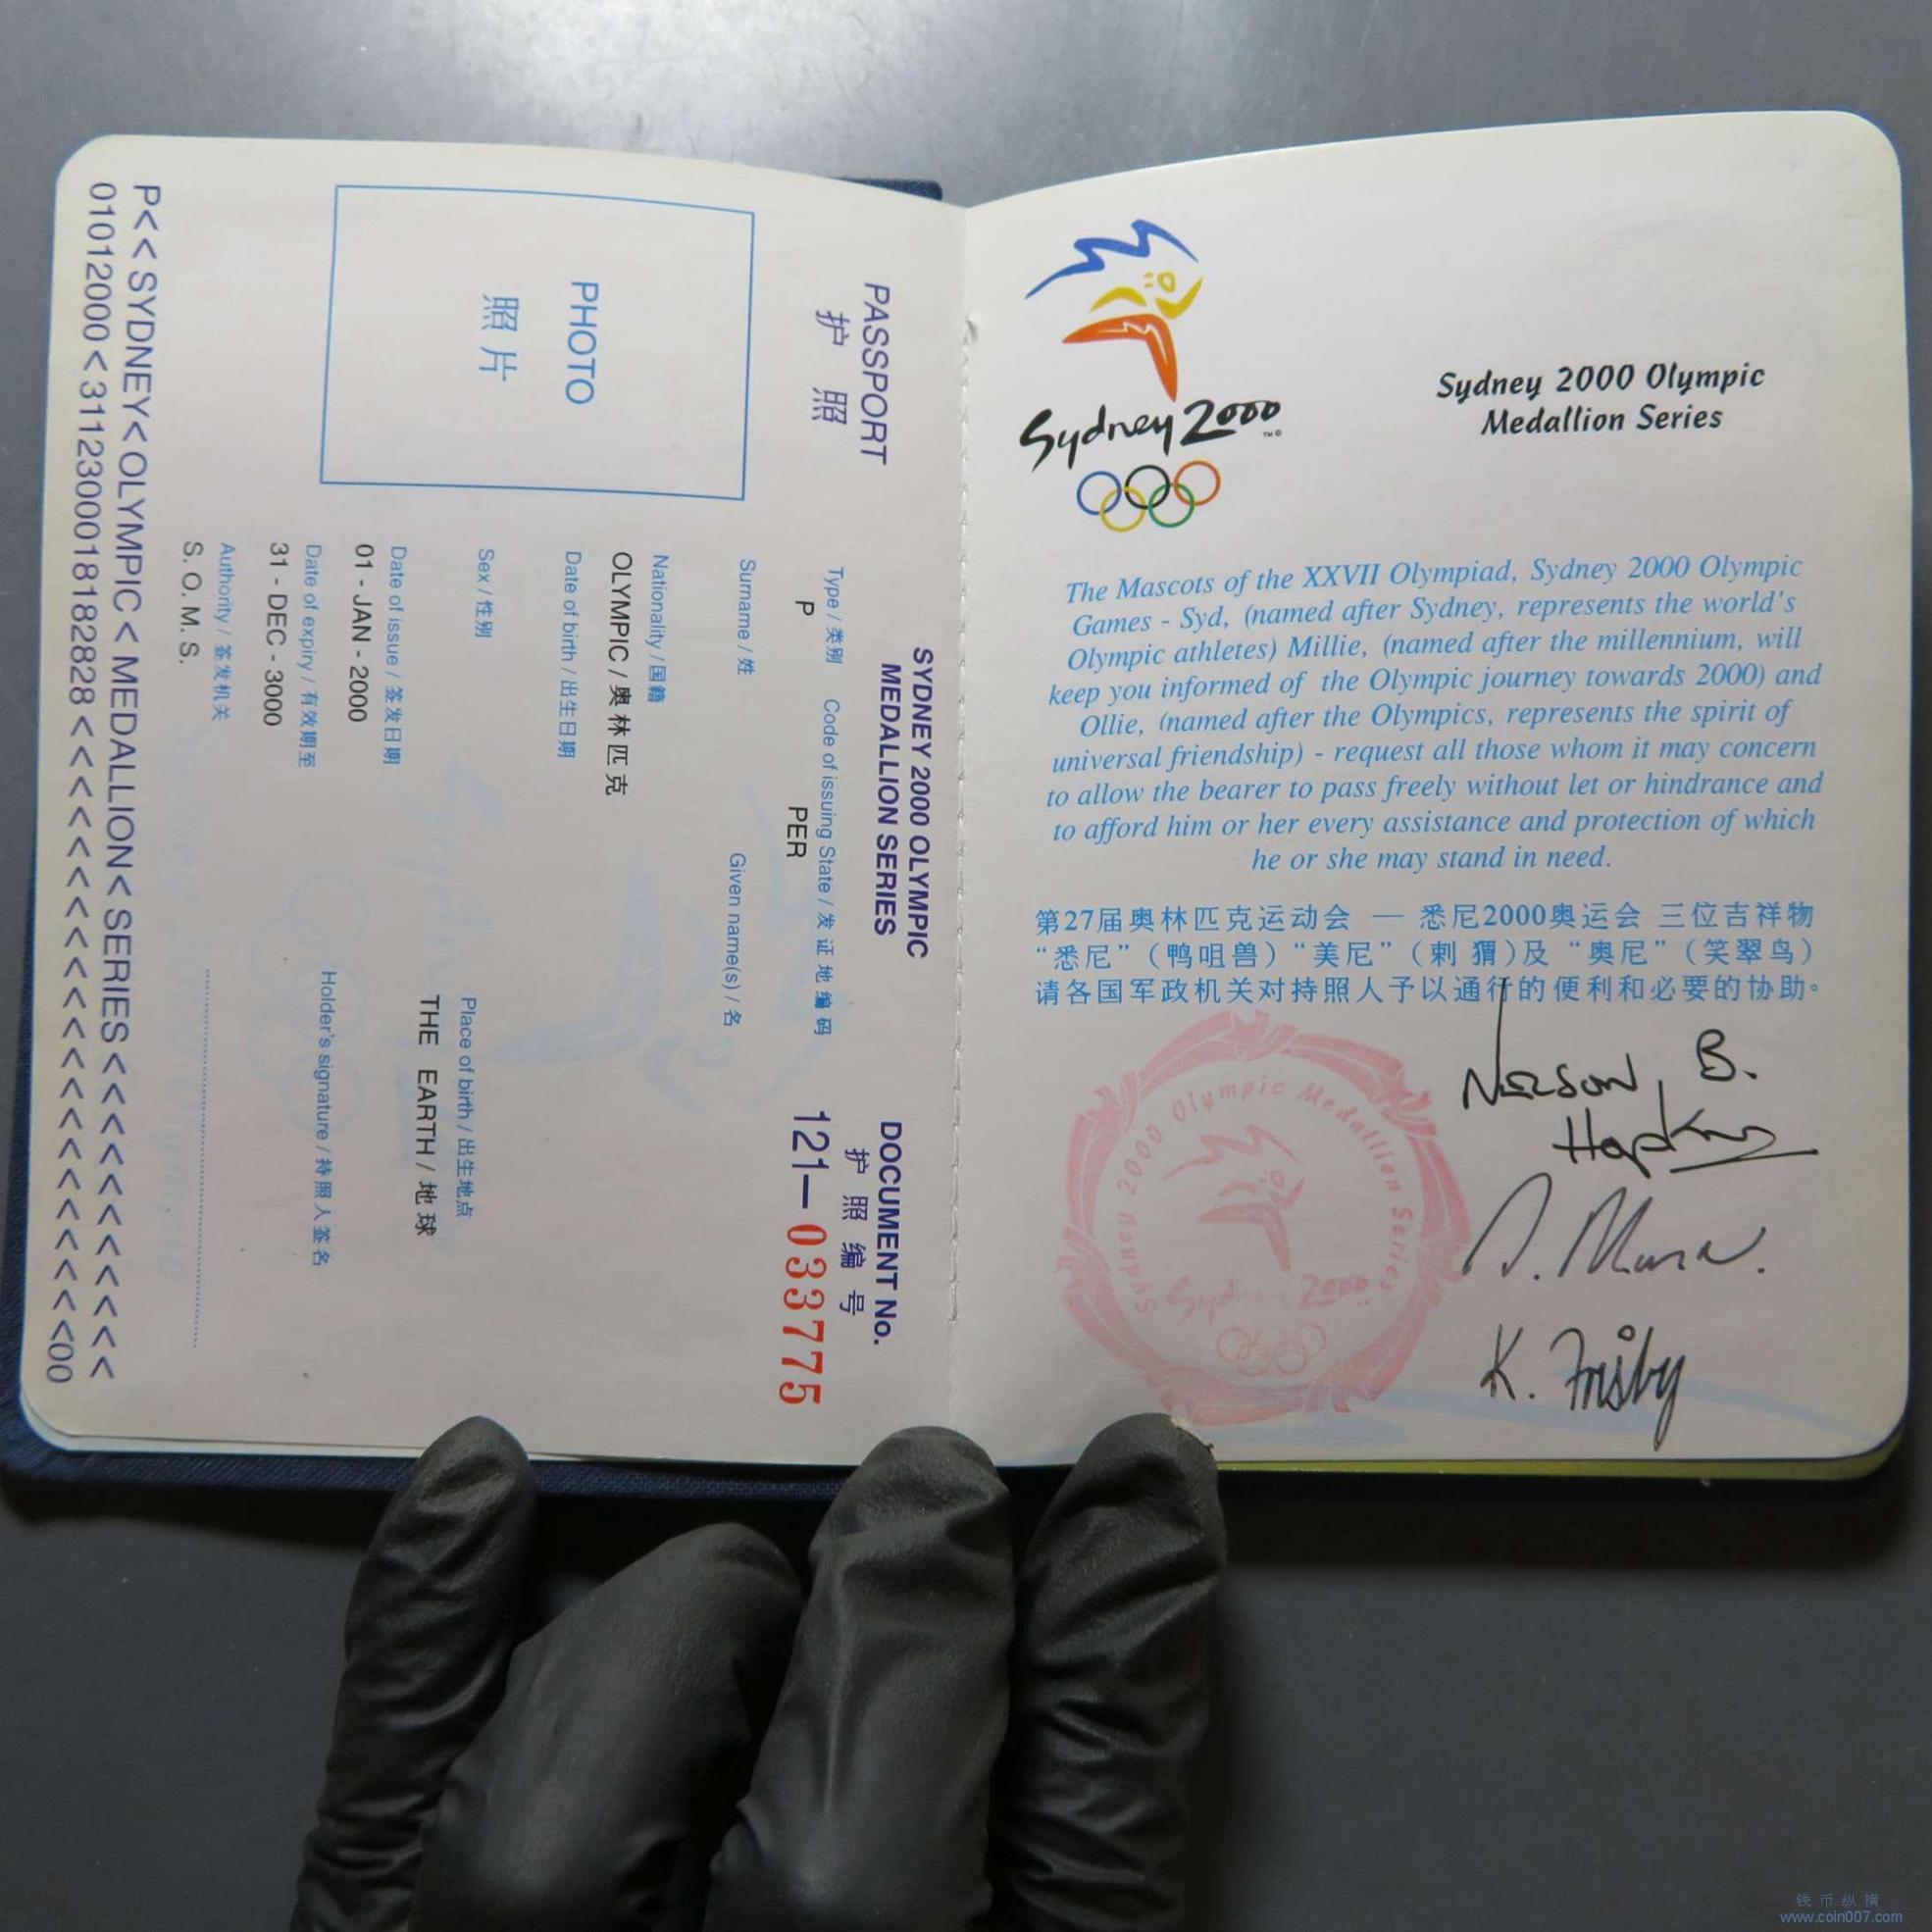 PASSPORT
护 照
SYDNEY 2000 OLYMPIC
MEDALLION SERIES
DOCUMENT No.
护 照 编 号
121—033775
PHOTO
照 片
Type / 类别 Code of issuing State / 发 证 地 编 码
P PER
Surname / 姓 Given name(s) / 名
Nationality / 国籍
OLYMPIC / 奥 林 匹 克
Date of birth / 出生日期
Sex / 性别 Place of birth / 出生地点
THE EARTH / 地 球
Date of issue / 签发日期
01 - JAN - 2000
Date of expiry / 有效期至 Holder's signature / 持 照 人 签 名
31 - DEC - 3000
Authority / 签发机关
S. O. M. S.
P<<SYDNEY<OLYMPIC<MEDALLION<SERIES<<<<<<<<<<<<
01012000<3112300018182828<<<<<<<<<<<<<<<<<<<00
Sydney 2000
Sydney 2000 Olympic
Medallion Series
The Mascots of the XXVII Olympiad, Sydney 2000 Olympic
Games - Syd, (named after Sydney, represents the world's
Olympic athletes) Millie, (named after the millennium, will
keep you informed of the Olympic journey towards 2000) and
Ollie, (named after the Olympics, represents the spirit of
universal friendship) - request all those whom it may concern
to allow the bearer to pass freely without let or hindrance and
to afford him or her every assistance and protection of which
he or she may stand in need.
第27届奥林匹克运动会 — 悉尼2000奥运会 三位吉祥物
“悉尼”（鸭咀兽）“美尼”（刺 猬）及 “奥尼”（笑翠鸟）
请各国军政机关对持照人予以通行的便利和必要的协助。
Sydney 2000 Olympic Medallion Series
Sydney 2000
NELSON B.
K. Frisby
钱币纵横
www.coin007.com